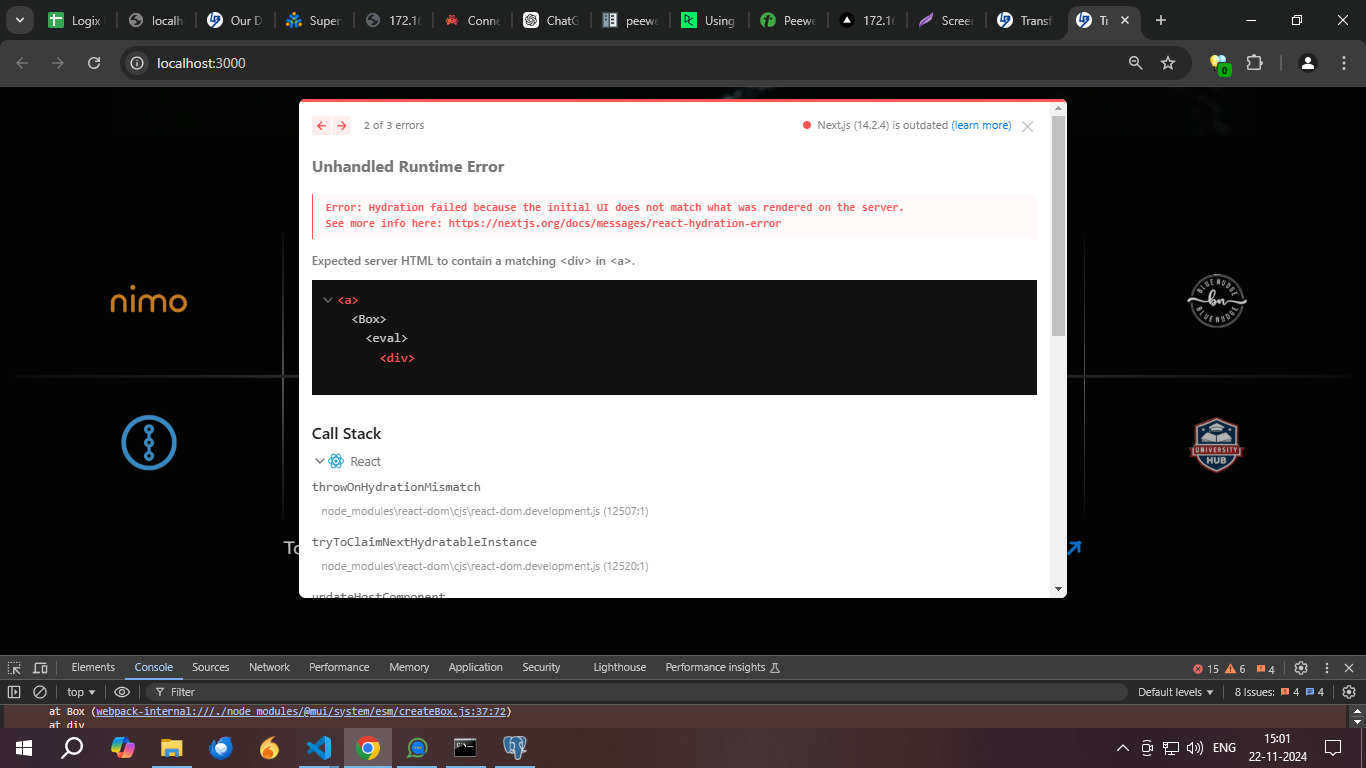 Logix
localh
Our D
Super
172.16
Conne
ChatG
peewe
Using
Peewe
172.16
Scree
Transf
Tr
localhost:3000
0
2 of 3 errors
Next.js (14.2.4) is outdated (learn more)
Unhandled Runtime Error
Error: Hydration failed because the initial UI does not match what was rendered on the server.
See more info here: https://nextjs.org/docs/messages/react-hydration-error
Expected server HTML to contain a matching <div> in <a>.
<a>
<Box>
<eval>
<div>
nimo
BLUE NUDGE
bn
BLUE NUDGE
UNIVERSITY
HUB
Call Stack
React
throwOnHydrationMismatch
node_modules\react-dom\cjs\react-dom.development.js (12507:1)
tryToClaimNextHydratableInstance
node_modules\react-dom\cjs\react-dom.development.js (12520:1)
updateHostComponent
To
Elements Console Sources Network Performance Memory Application Security Lighthouse Performance insights
15 6 4
top Filter Default levels 8 Issues: 4 4
at Box (webpack-internal:///./node_modules/@mui/system/esm/createBox.js:37:72)
at div
ENG
15:01
22-11-2024